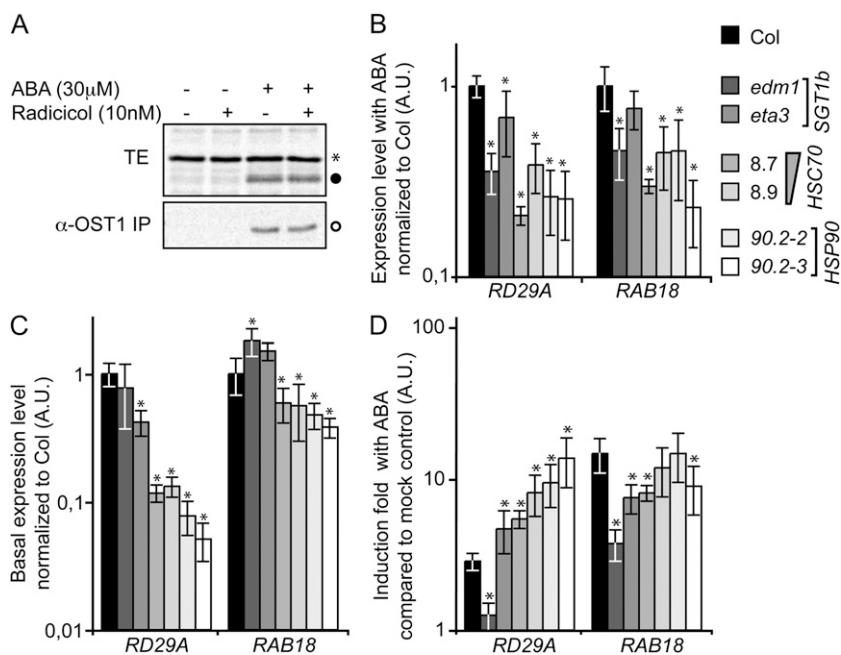 A
ABA (30µM) - - + +
Radicicol (10nM) - + - +
TE
*
α-OST1 IP
B
Expression level with ABA
normalized to Col (A.U.)
1
0,1
* * * * * *
* * * * *
RD29A RAB18
Col
edm1
eta3
SGT1b
8.7
8.9
HSC70
90.2-2
90.2-3
HSP90
C
Basal expression level
normalized to Col (A.U.)
1
0,1
0,01
* * * * *
* * * * *
RD29A RAB18
D
Induction fold with ABA
compared to mock control (A.U.)
100
10
1
* * * * * *
* * * *
RD29A RAB18